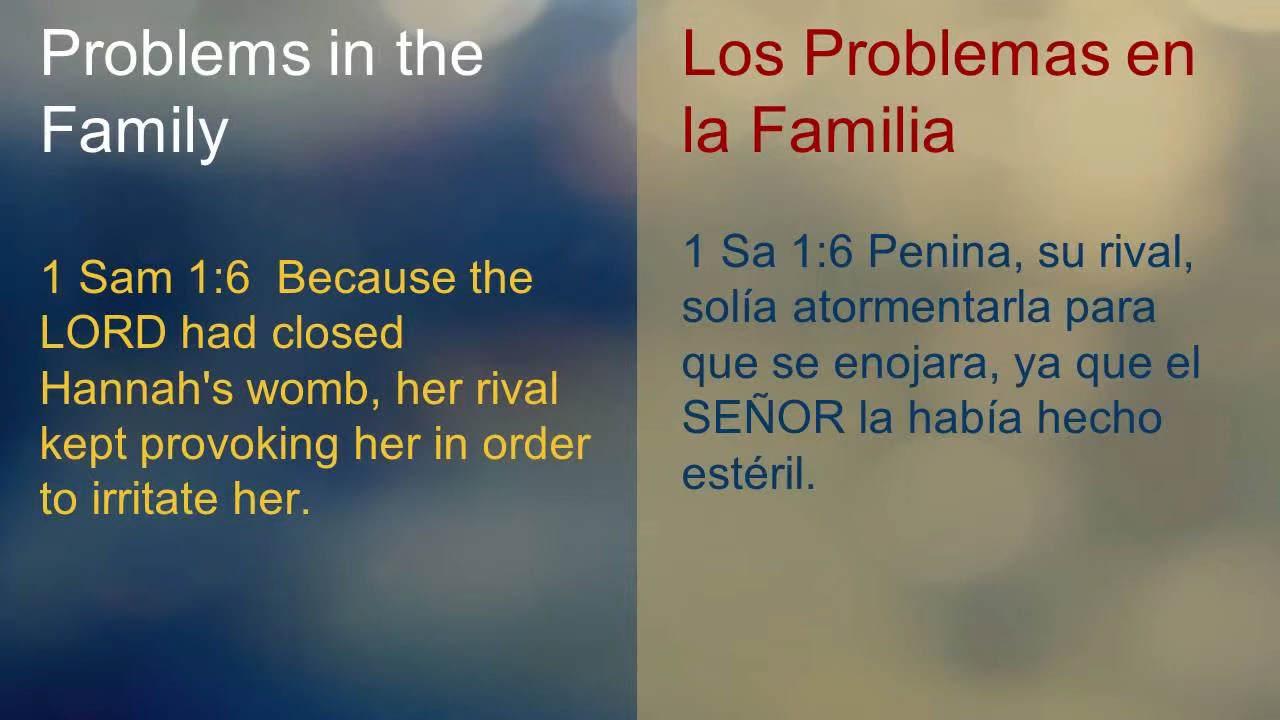 Problems in the
Family
1 Sam 1:6  Because the
LORD had closed
Hannah's womb, her rival
kept provoking her in order
to irritate her.
Los Problemas en
la Familia
1 Sa 1:6 Penina, su rival,
solía atormentarla para
que se enojara, ya que el
SEÑOR la había hecho
estéril.